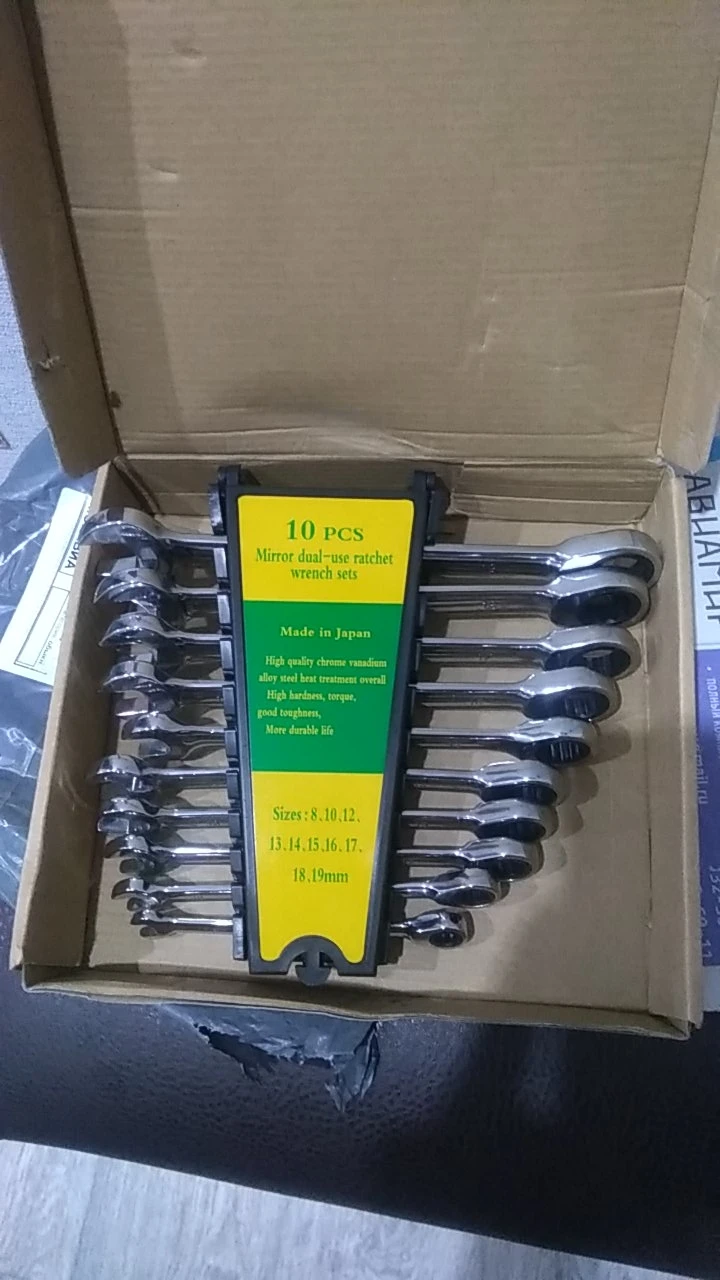 10 PCS
Mirror dual-use ratchet
wrench sets
Made in Japan
High quality chrome vanadium
alloy steel heat treatment overall
High hardness, torque,
good toughness,
More durable life
Sizes : 8、10、12、
13、14、15、16、17、
18、19mm
mail.ru